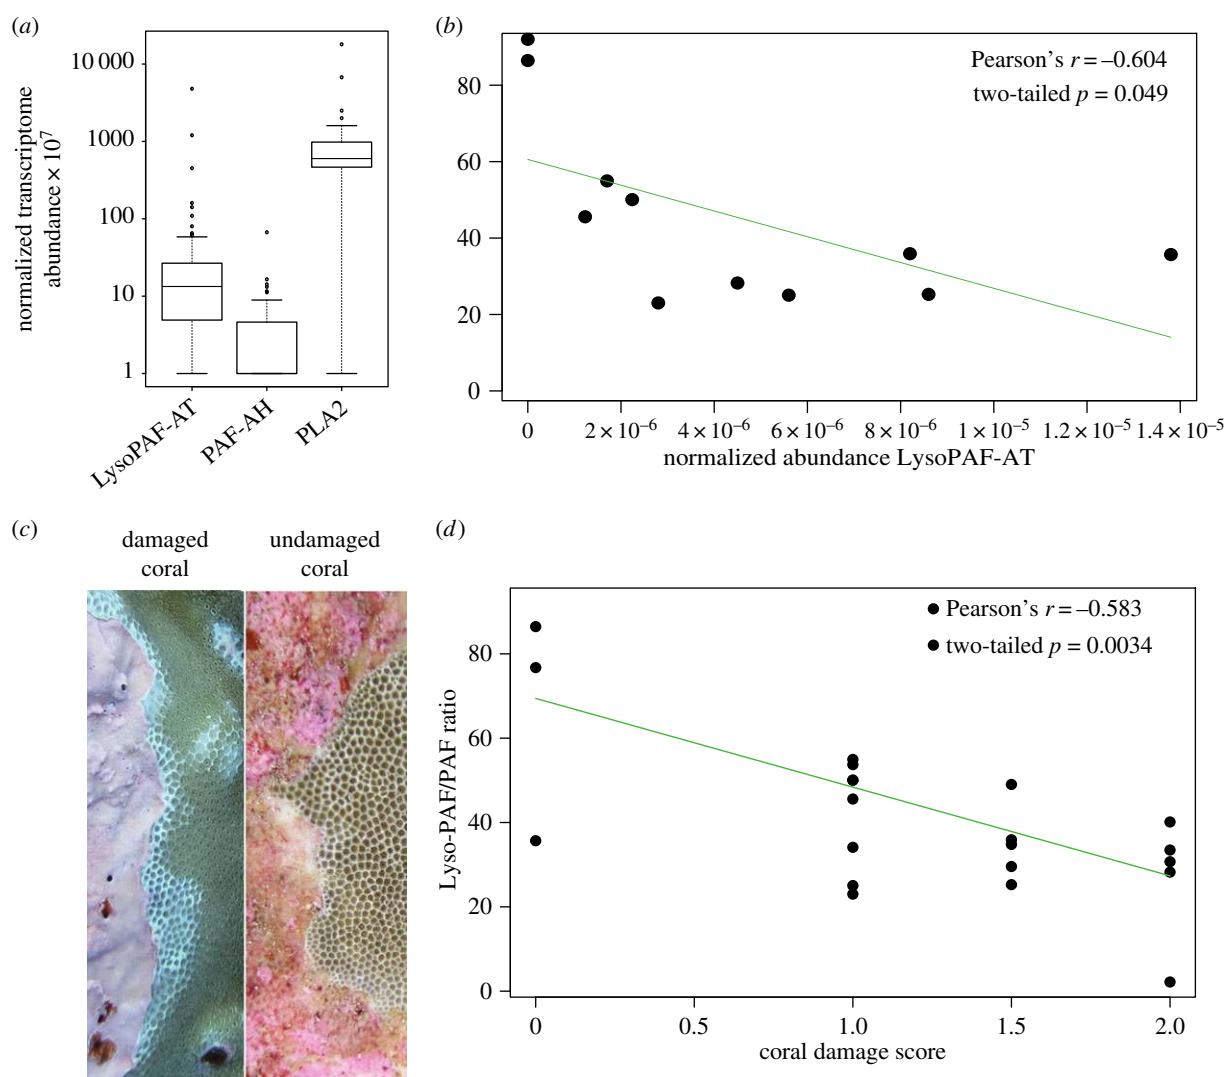 (a)
normalized transcriptome
abundance × 10⁷
10 000
1000
100
10
1
LysoPAF-AT
PAF-AH
PLA2
(b)
Pearson's r = –0.604
two-tailed p = 0.049
80
60
40
20
0
0 2 × 10⁻⁶ 4 × 10⁻⁶ 6 × 10⁻⁶ 8 × 10⁻⁶ 1 × 10⁻⁵ 1.2 × 10⁻⁵ 1.4 × 10⁻⁵
normalized abundance LysoPAF-AT
(c)
damaged
coral
undamaged
coral
(d)
Pearson's r = –0.583
two-tailed p = 0.0034
Lyso-PAF/PAF ratio
80
60
40
20
0
0 0.5 1.0 1.5 2.0
coral damage score